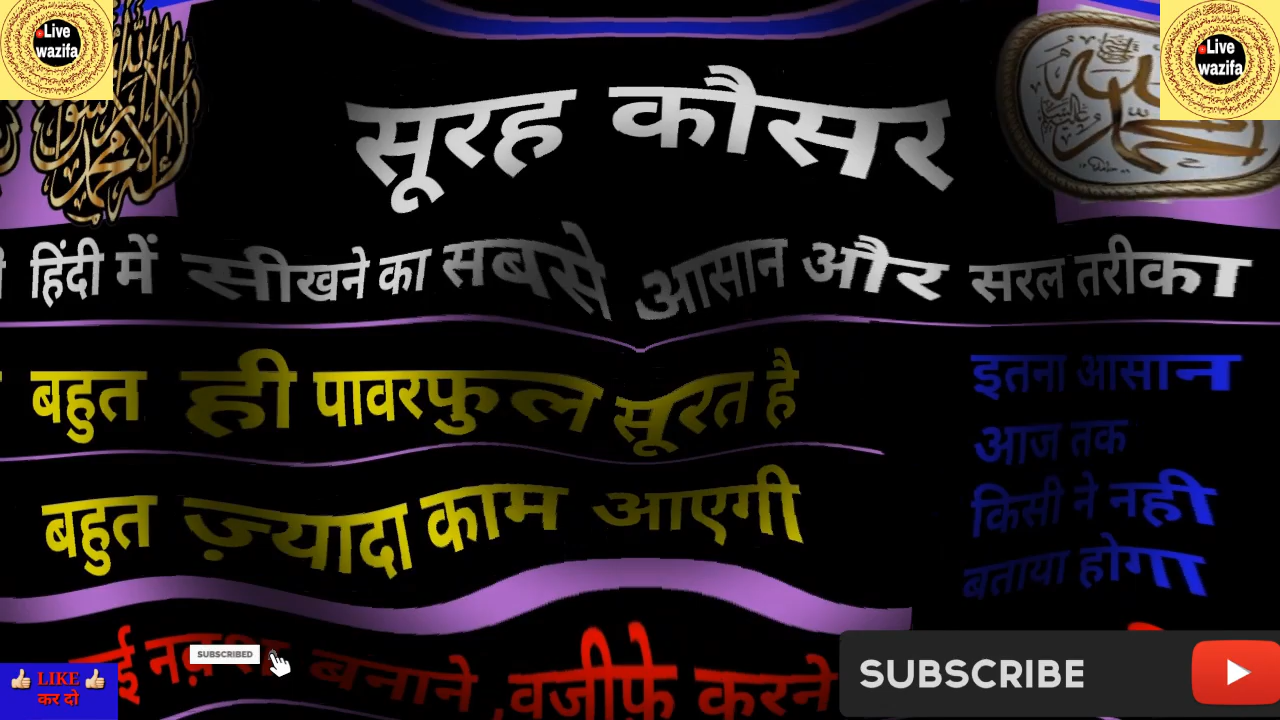 Live
wazifa
Live
wazifa
सूरह कौसर
हिंदी में सीखने का सबसे आसान और सरल तरीका
बहुत ही पावरफुल सूरत है
बहुत ज़्यादा काम आएगी
इतना आसान
आज तक
किसी ने नही
बताया होगा
बनाने ,वजीफ़े करने
SUBSCRIBED
LIKE
कर दो
SUBSCRIBE